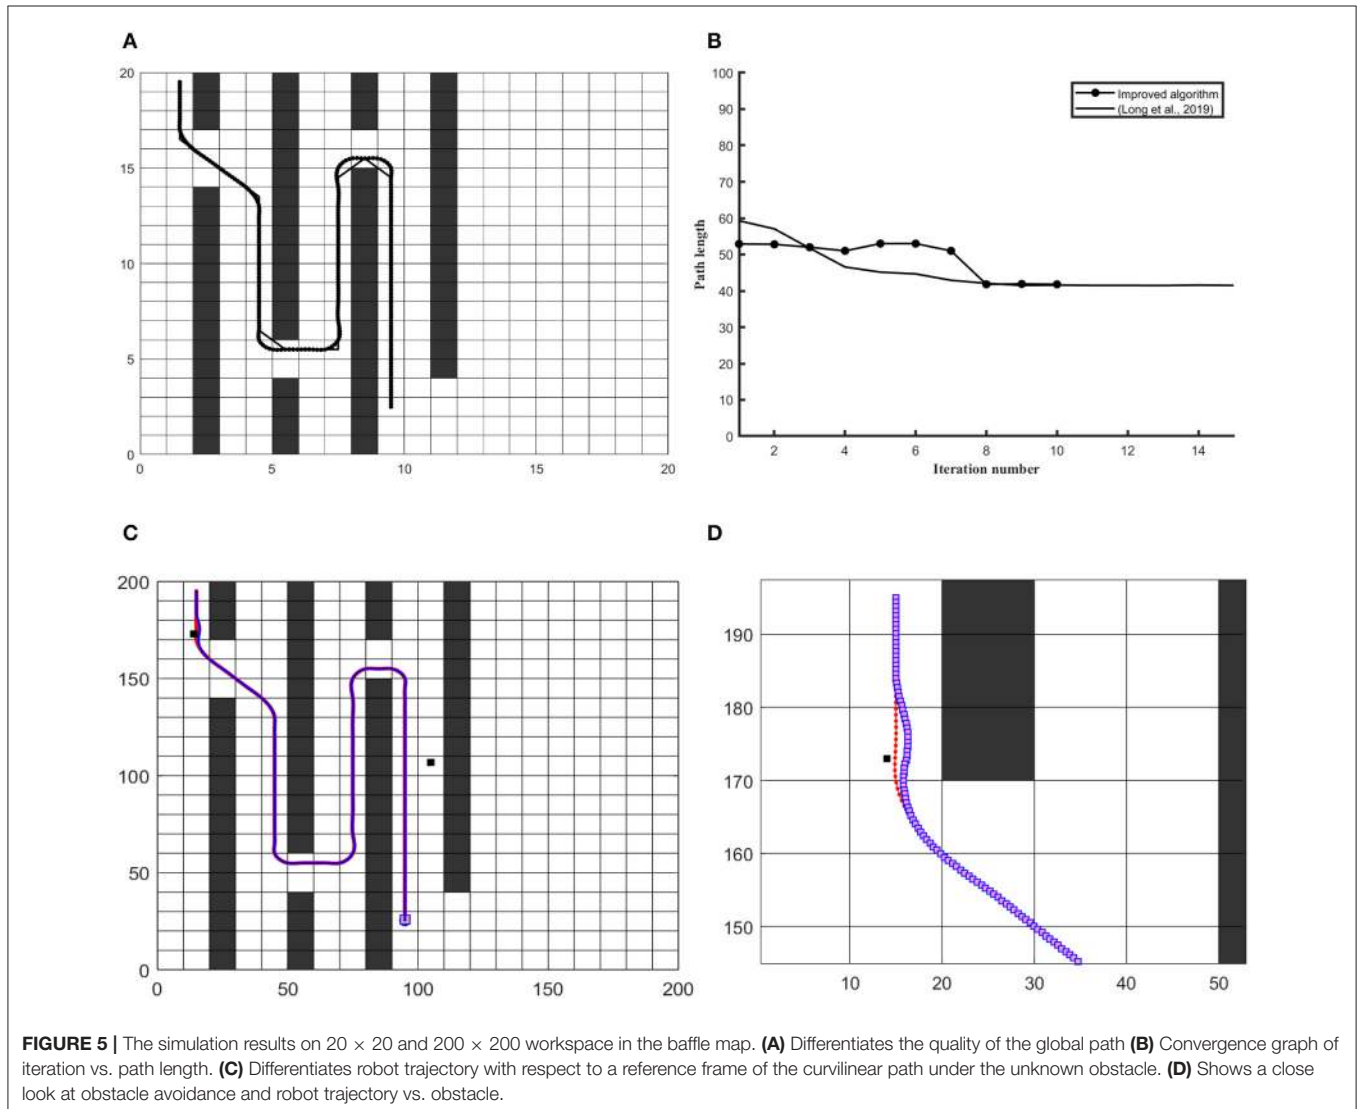 A
20
15
10
5
0
0 5 10 15 20
B
100
90
80
70
60
50
40
30
20
10
0
Path length
2 4 6 8 10 12 14
Iteration number
Improved algorithm
(Long et al., 2019)
C
200
150
100
50
0
0 50 100 150 200
D
190
180
170
160
150
10 20 30 40 50
FIGURE 5 | The simulation results on 20 × 20 and 200 × 200 workspace in the baffle map. (A) Differentiates the quality of the global path (B) Convergence graph of
iteration vs. path length. (C) Differentiates robot trajectory with respect to a reference frame of the curvilinear path under the unknown obstacle. (D) Shows a close
look at obstacle avoidance and robot trajectory vs. obstacle.